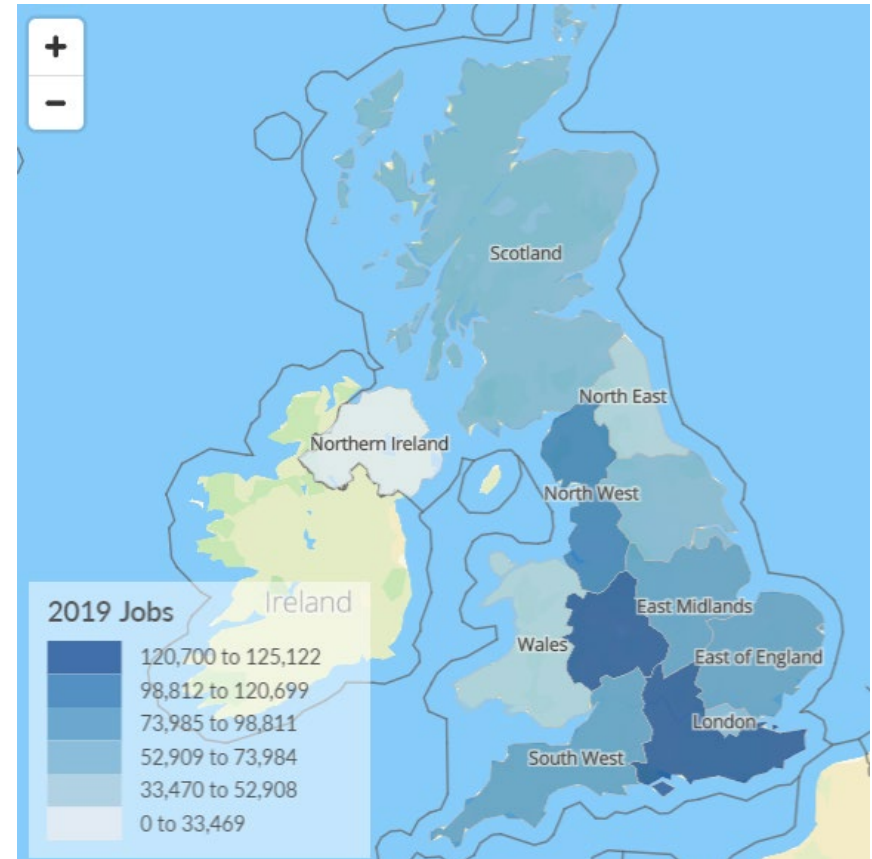 +
−
Scotland
North East
Northern Ireland
North West
Ireland
East Midlands
Wales
East of England
London
South West
2019 Jobs
120,700 to 125,122
98,812 to 120,699
73,985 to 98,811
52,909 to 73,984
33,470 to 52,908
0 to 33,469